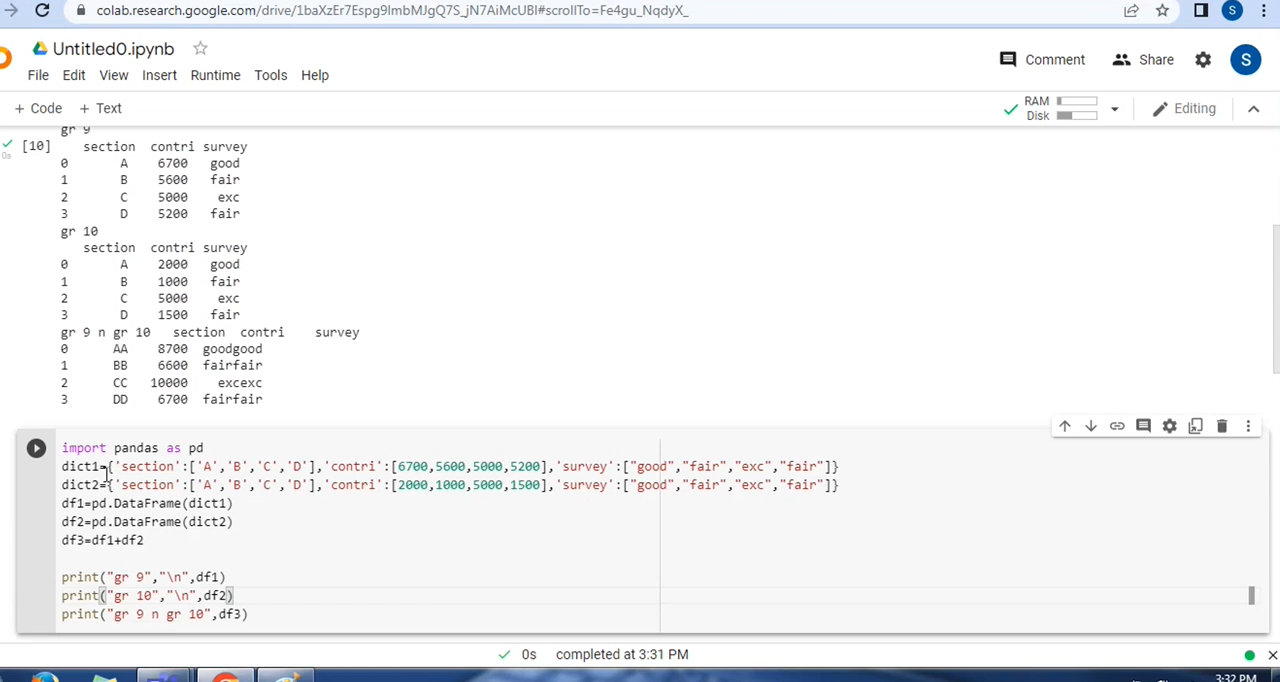 colab.research.google.com/drive/1baXzEr7Espg9lmbMJgQ7S_jN7AiMcUBl#scrollTo=Fe4gu_NqdyX_
S
Untitled0.ipynb
File Edit View Insert Runtime Tools Help
Comment Share S
+ Code + Text
RAM
Disk
Editing
gr 9
[10]
0s
section contri survey
0 A 6700 good
1 B 5600 fair
2 C 5000 exc
3 D 5200 fair
gr 10
section contri survey
0 A 2000 good
1 B 1000 fair
2 C 5000 exc
3 D 1500 fair
gr 9 n gr 10 section contri survey
0 AA 8700 goodgood
1 BB 6600 fairfair
2 CC 10000 excexc
3 DD 6700 fairfair
import pandas as pd
dict1={'section':['A','B','C','D'],'contri':[6700,5600,5000,5200],'survey':["good","fair","exc","fair"]}
dict2={'section':['A','B','C','D'],'contri':[2000,1000,5000,1500],'survey':["good","fair","exc","fair"]}
df1=pd.DataFrame(dict1)
df2=pd.DataFrame(dict2)
df3=df1+df2
print("gr 9","\n",df1)
print("gr 10","\n",df2)
print("gr 9 n gr 10",df3)
0s completed at 3:31 PM
3:32 PM